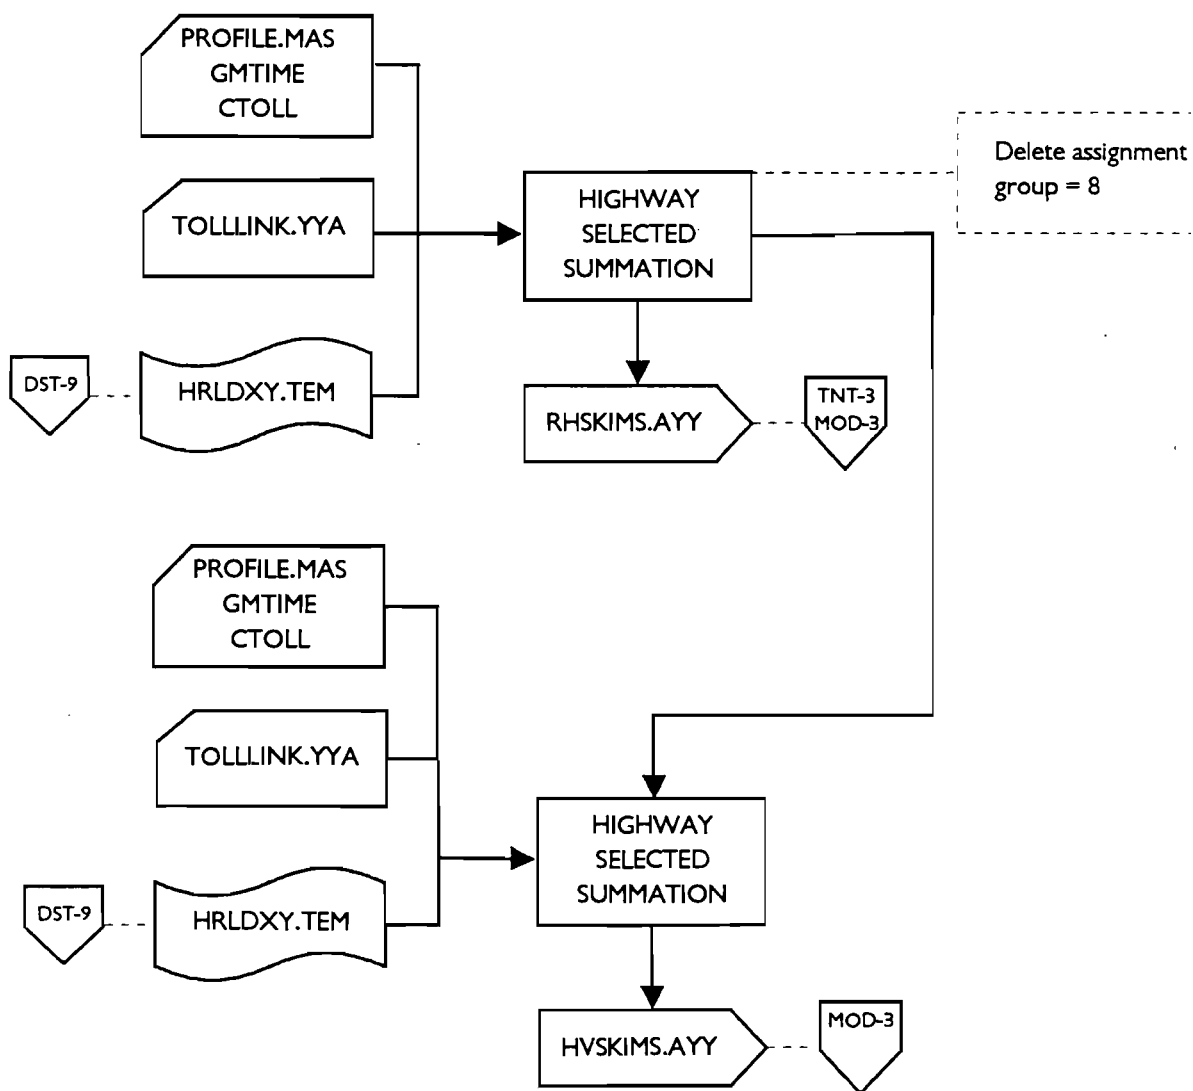 PROFILE.MAS
GMTIME
CTOLL
Delete assignment
group = 8
HIGHWAY
SELECTED
SUMMATION
TOLLLINK.YYA
DST-9
HRLDXY.TEM
RHSKIMS.AYY
TNT-3
MOD-3
PROFILE.MAS
GMTIME
CTOLL
TOLLLINK.YYA
HIGHWAY
SELECTED
SUMMATION
DST-9
HRLDXY.TEM
HVSKIMS.AYY
MOD-3